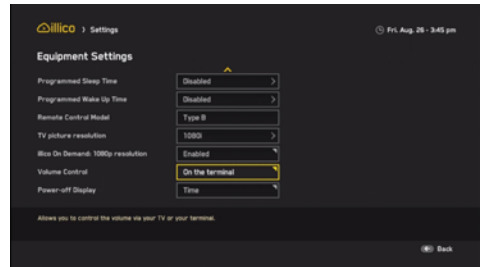 illico > Settings
Fri. Aug. 26 - 3:45 pm
Equipment Settings
Programmed Sleep Time Disabled >
Programmed Wake Up Time Disabled >
Remote Control Model Type B
TV picture resolution 1080i >
illico On Demand: 1080p resolution Enabled
Volume Control On the terminal
Power-off Display Time
Allows you to control the volume via your TV or your terminal.
Back